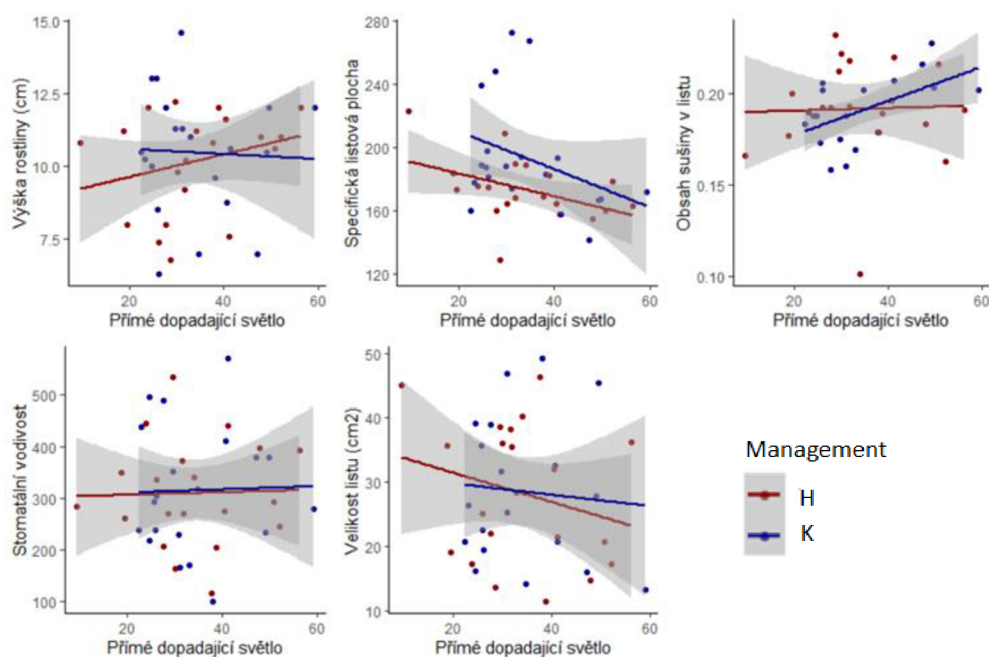 Výška rostliny (cm)
15.0
12.5
10.0
7.5
20
40
60
Přímé dopadající světlo
Specifická listová plocha
280
240
200
160
120
20
40
60
Přímé dopadající světlo
Obsah sušiny v listu
0.20
0.15
0.10
20
40
60
Přímé dopadající světlo
Stomatální vodivost
500
400
300
200
100
20
40
60
Přímé dopadající světlo
Velikost listu (cm2)
50
40
30
20
10
20
40
60
Přímé dopadající světlo
Management
H
K